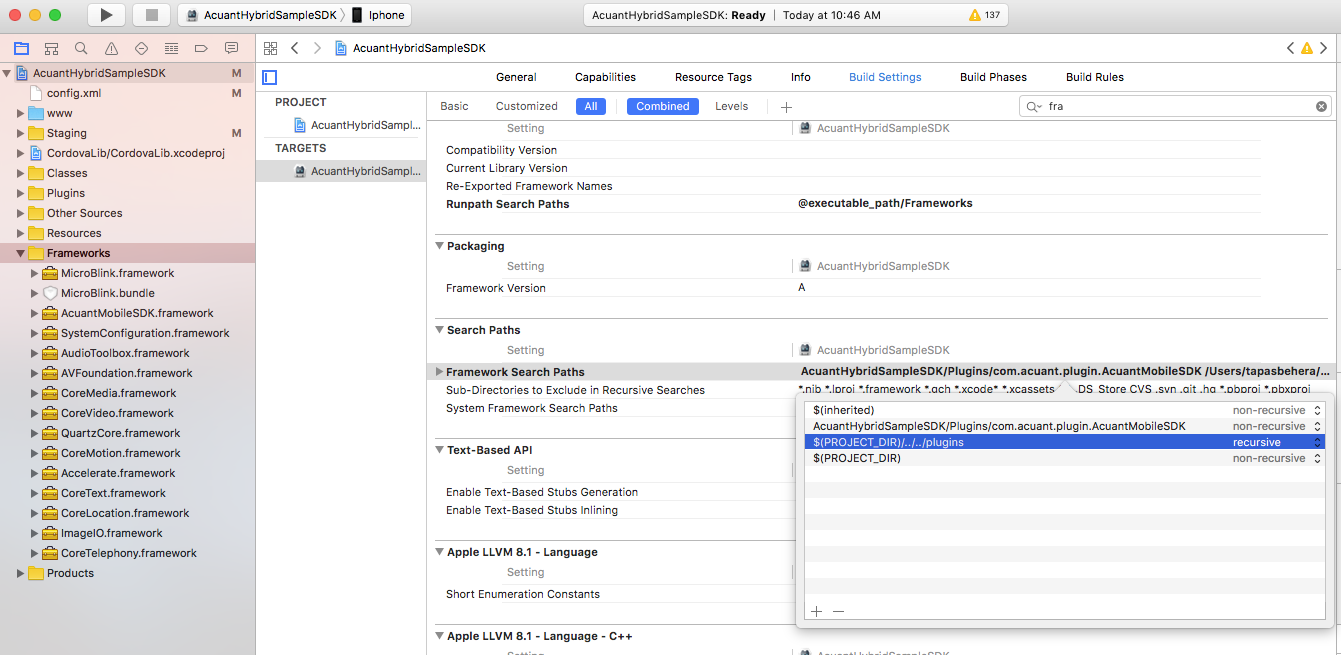 AcuantHybridSampleSDK Iphone
AcuantHybridSampleSDK: Ready | Today at 10:46 AM 137
AcuantHybridSampleSDK M
config.xml M
www
Staging M
CordovaLib/CordovaLib.xcodeproj
Classes
Plugins
Other Sources
Resources
Frameworks
MicroBlink.framework
MicroBlink.bundle
AcuantMobileSDK.framework
SystemConfiguration.framework
AudioToolbox.framework
AVFoundation.framework
CoreMedia.framework
CoreVideo.framework
QuartzCore.framework
CoreMotion.framework
Accelerate.framework
CoreText.framework
CoreLocation.framework
ImageIO.framework
CoreTelephony.framework
Products
AcuantHybridSampleSDK
General Capabilities Resource Tags Info Build Settings Build Phases Build Rules
PROJECT
AcuantHybridSampl...
TARGETS
AcuantHybridSampl...
Basic Customized All Combined Levels + fra
Setting AcuantHybridSampleSDK
Compatibility Version
Current Library Version
Re-Exported Framework Names
Runpath Search Paths @executable_path/Frameworks
Packaging
Setting AcuantHybridSampleSDK
Framework Version A
Search Paths
Setting AcuantHybridSampleSDK
Framework Search Paths AcuantHybridSampleSDK/Plugins/com.acuant.plugin.AcuantMobileSDK /Users/tapasbehera/...
Sub-Directories to Exclude in Recursive Searches *.nib *.lproj *.framework *.gch *.xcode* *.xcassets .DS_Store CVS .svn .git .hg *.pbproj *.pbxproj
System Framework Search Paths
$(inherited) non-recursive
AcuantHybridSampleSDK/Plugins/com.acuant.plugin.AcuantMobileSDK non-recursive
$(PROJECT_DIR)/../../plugins recursive
$(PROJECT_DIR) non-recursive
Text-Based API
Setting
Enable Text-Based Stubs Generation
Enable Text-Based Stubs Inlining
Apple LLVM 8.1 - Language
Setting
Short Enumeration Constants
Apple LLVM 8.1 - Language - C++
Setting AcuantHybridSampleSDK